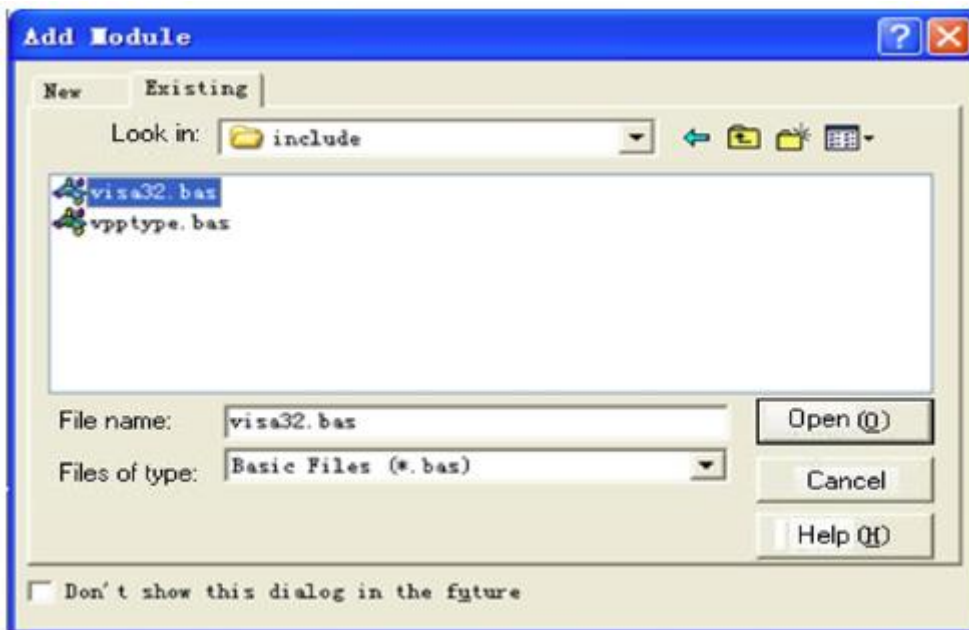 Add Module
New Existing
Look in: include
visa32.bas
vpptype.bas
File name: visa32.bas Open (O)
Files of type: Basic Files (*.bas)
Cancel
Help (H)
Don't show this dialog in the future